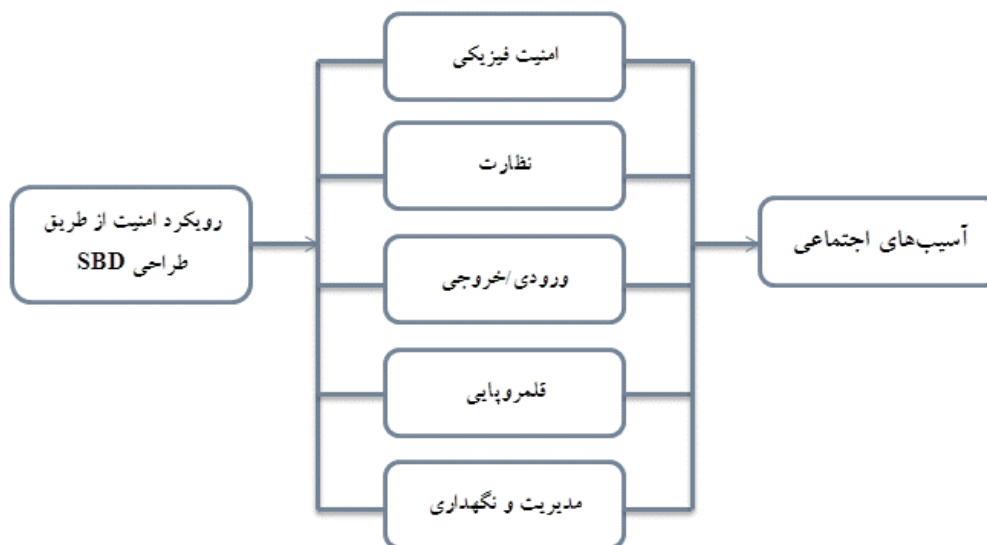 رویکرد امنیت از طریق
طراحی SBD
امنیت فیزیکی
نظارت
ورودی/خروجی
قلمروپایی
مدیریت و نگهداری
آسیب‌های اجتماعی